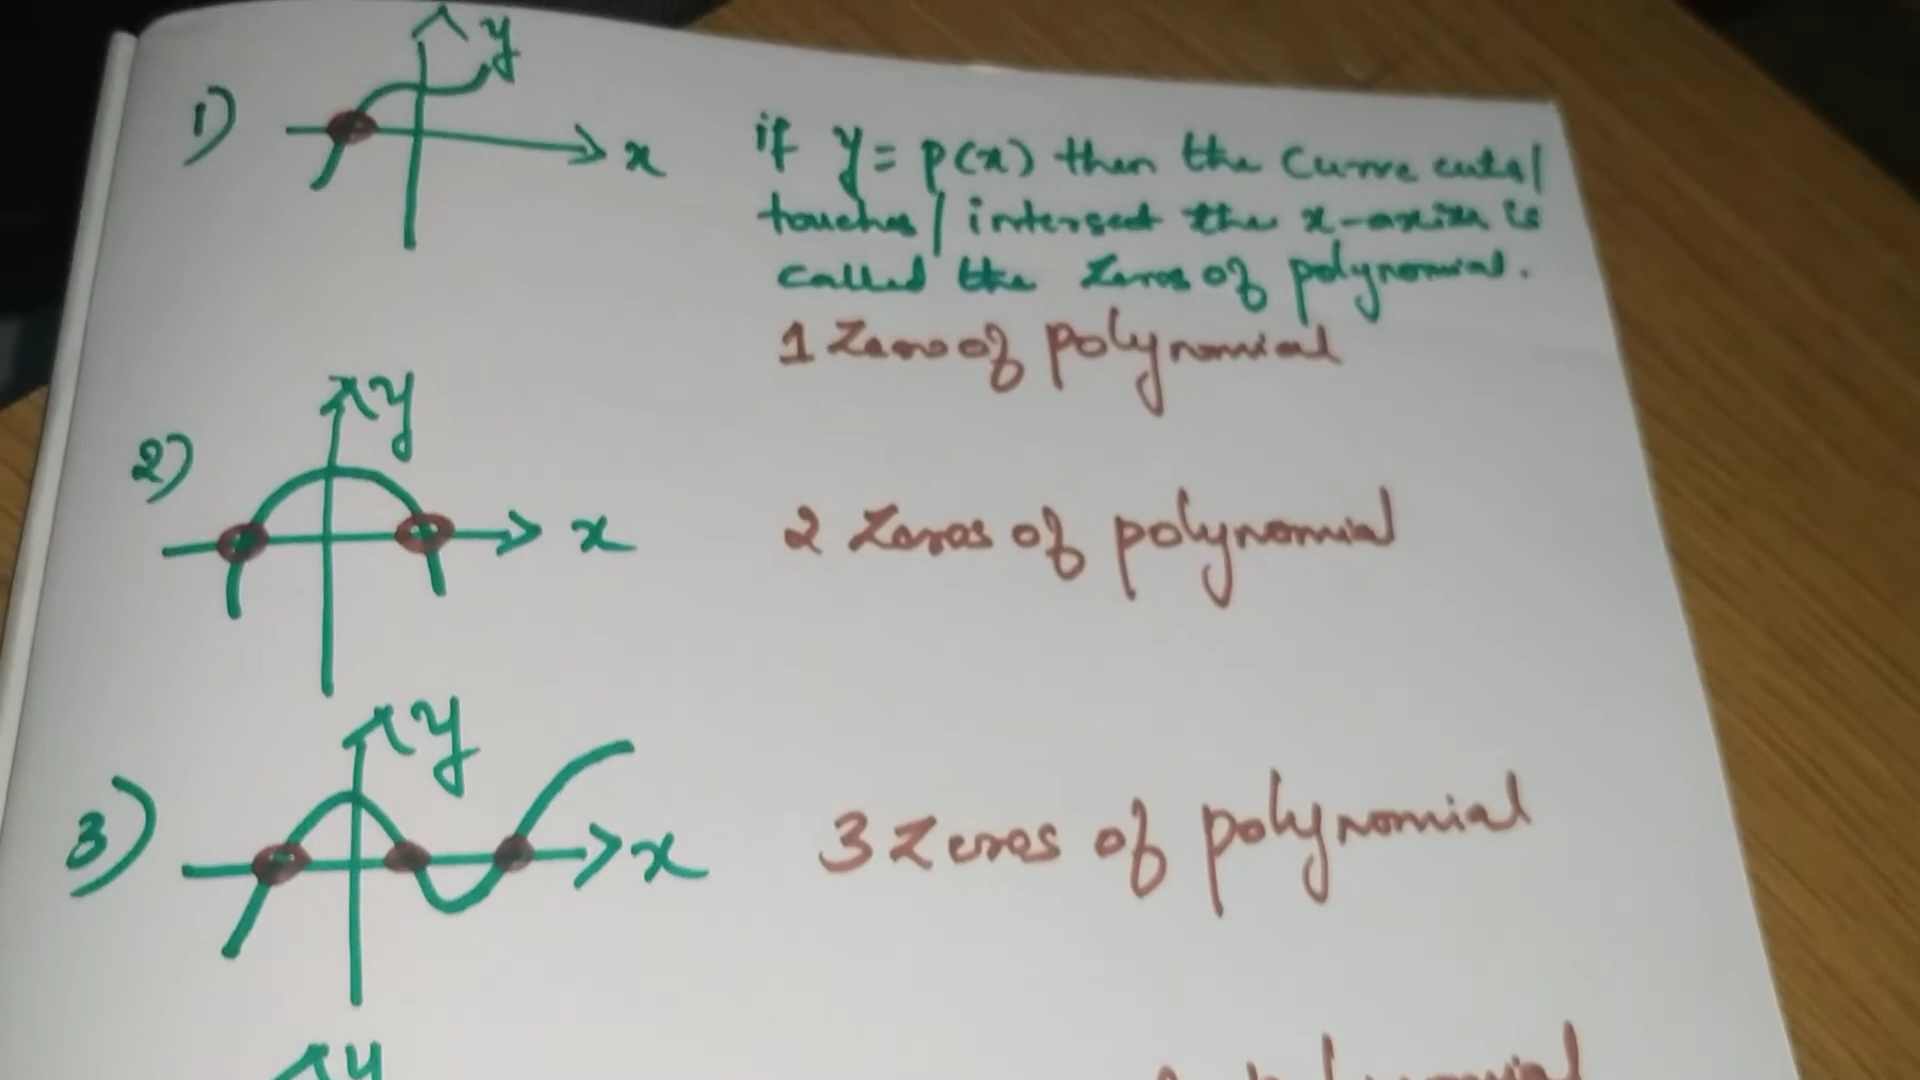 1)
y
x
if y = p(x) then the curve cuts/
touches/intersect the x-axis is
called the zeros of polynomial.
1 Zero of polynomial
2)
y
x
2 Zeros of polynomial
3)
y
x
3 Zeros of polynomial
y